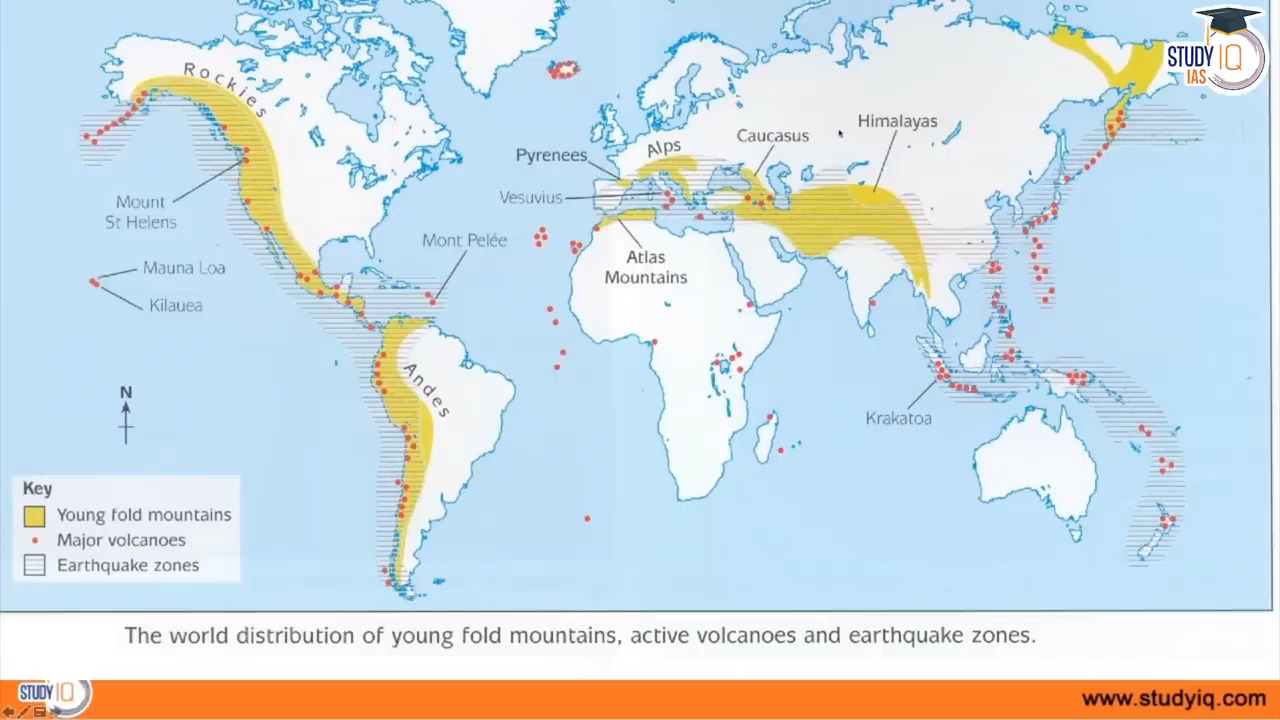 STUDY IQ
IAS
Rockies
Himalayas
Caucasus
Alps
Pyrenees
Vesuvius
Mount
St Helens
Mont Pelée
Atlas
Mountains
Mauna Loa
Kilauea
Andes
N
Krakatoa
Key
Young fold mountains
Major volcanoes
Earthquake zones
The world distribution of young fold mountains, active volcanoes and earthquake zones.
STUDY IQ
www.studyiq.com